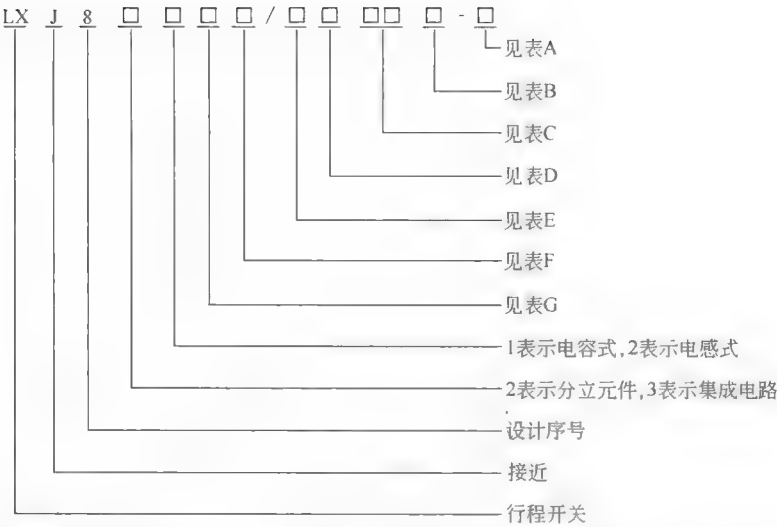 LX J 8 □ □ □ □ / □ □ □□ □ - □
见表A
见表B
见表C
见表D
见表E
见表F
见表G
1表示电容式,2表示电感式
2表示分立元件,3表示集成电路
设计序号
接近
行程开关